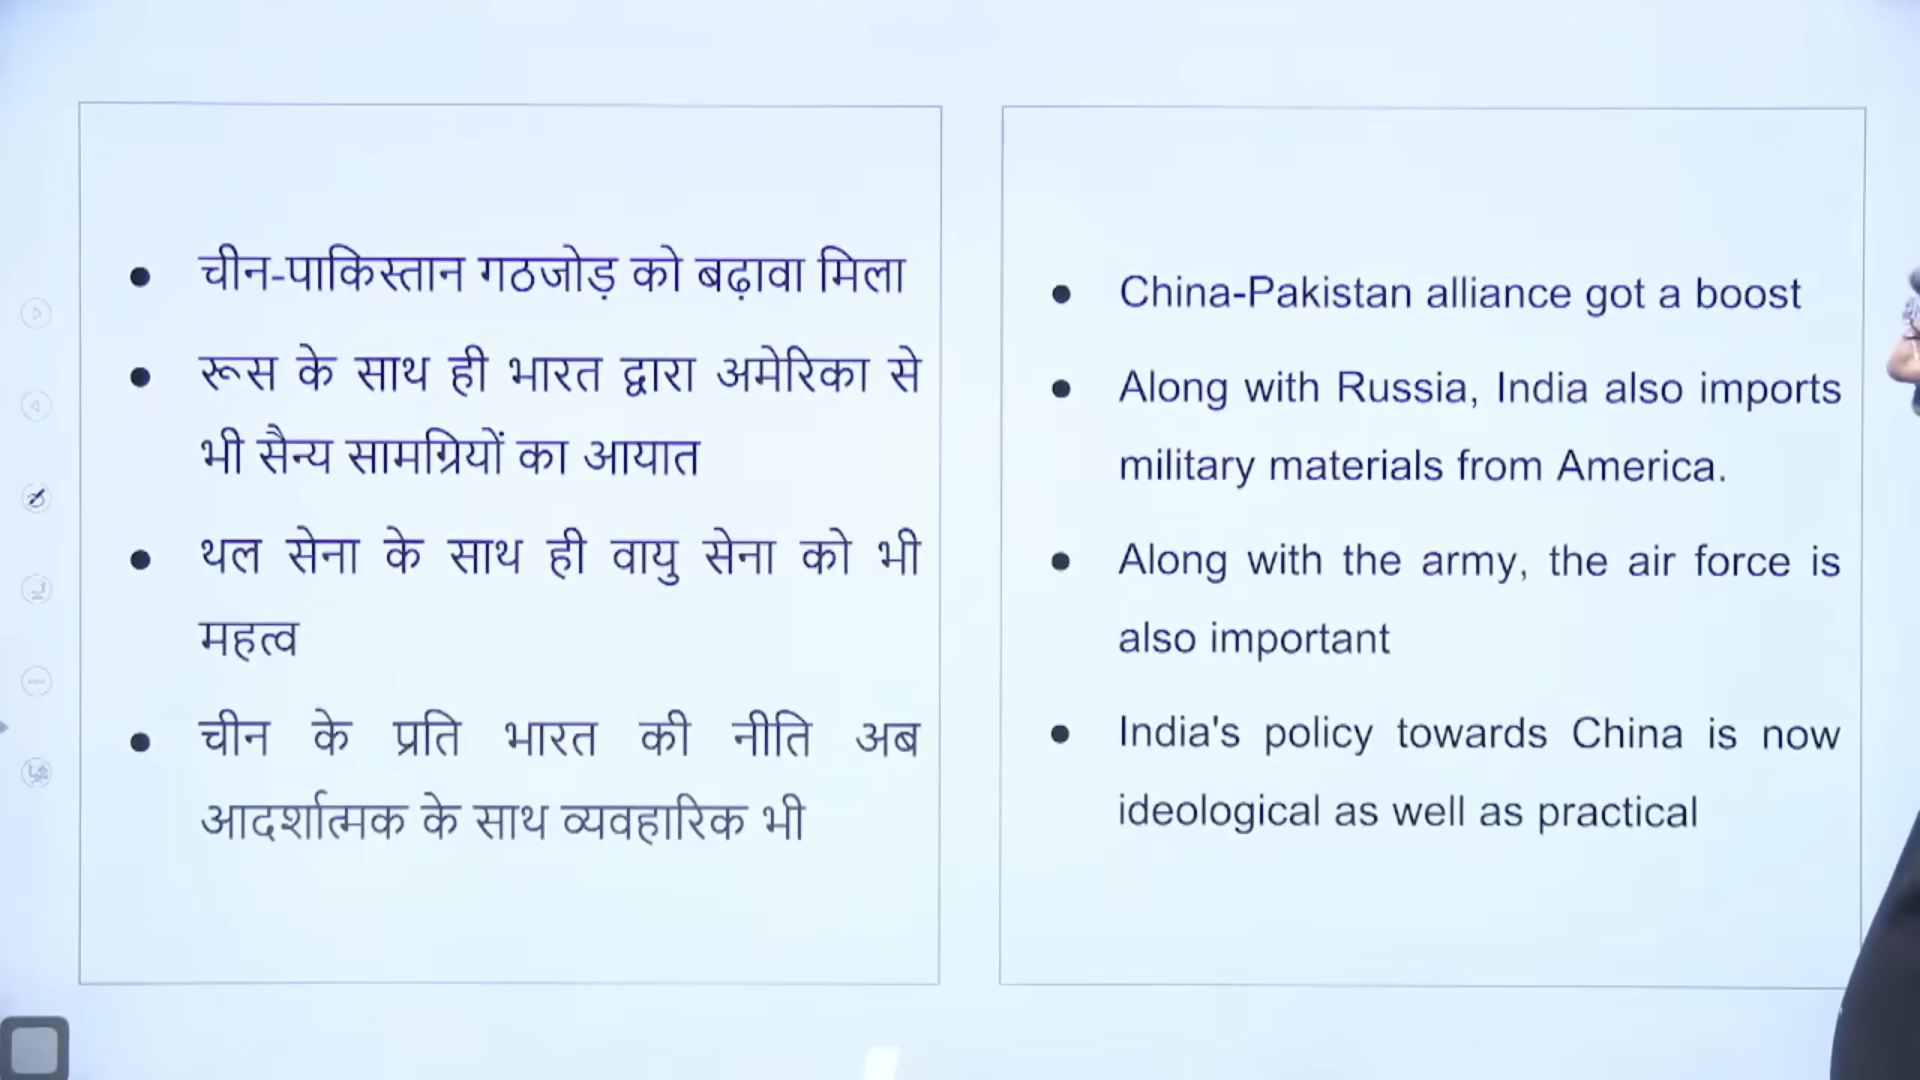 चीन-पाकिस्तान गठजोड़ को बढ़ावा मिला
रूस के साथ ही भारत द्वारा अमेरिका से
भी सैन्य सामग्रियों का आयात
थल सेना के साथ ही वायु सेना को भी
महत्व
चीन के प्रति भारत की नीति अब
आदर्शात्मक के साथ व्यवहारिक भी
China-Pakistan alliance got a boost
Along with Russia, India also imports
military materials from America.
Along with the army, the air force is
also important
India's policy towards China is now
ideological as well as practical